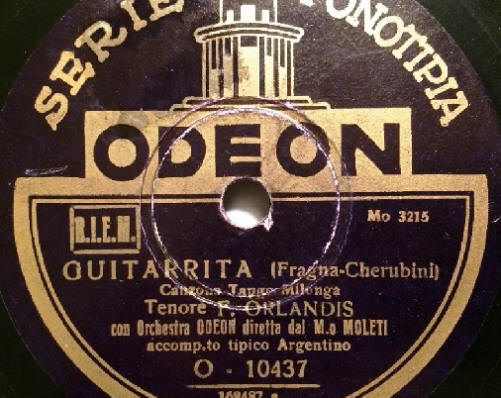 SERIE FONOTIPIA
ODEON
B.I.E.M.
Mo 3215
GUITARRITA (Fragna-Cherubini)
Canzone Tango Milonga
Tenore F. ORLANDIS
con Orchestra ODEON diretta dal M.o MOLETI
accomp.to tipico Argentino
O - 10437